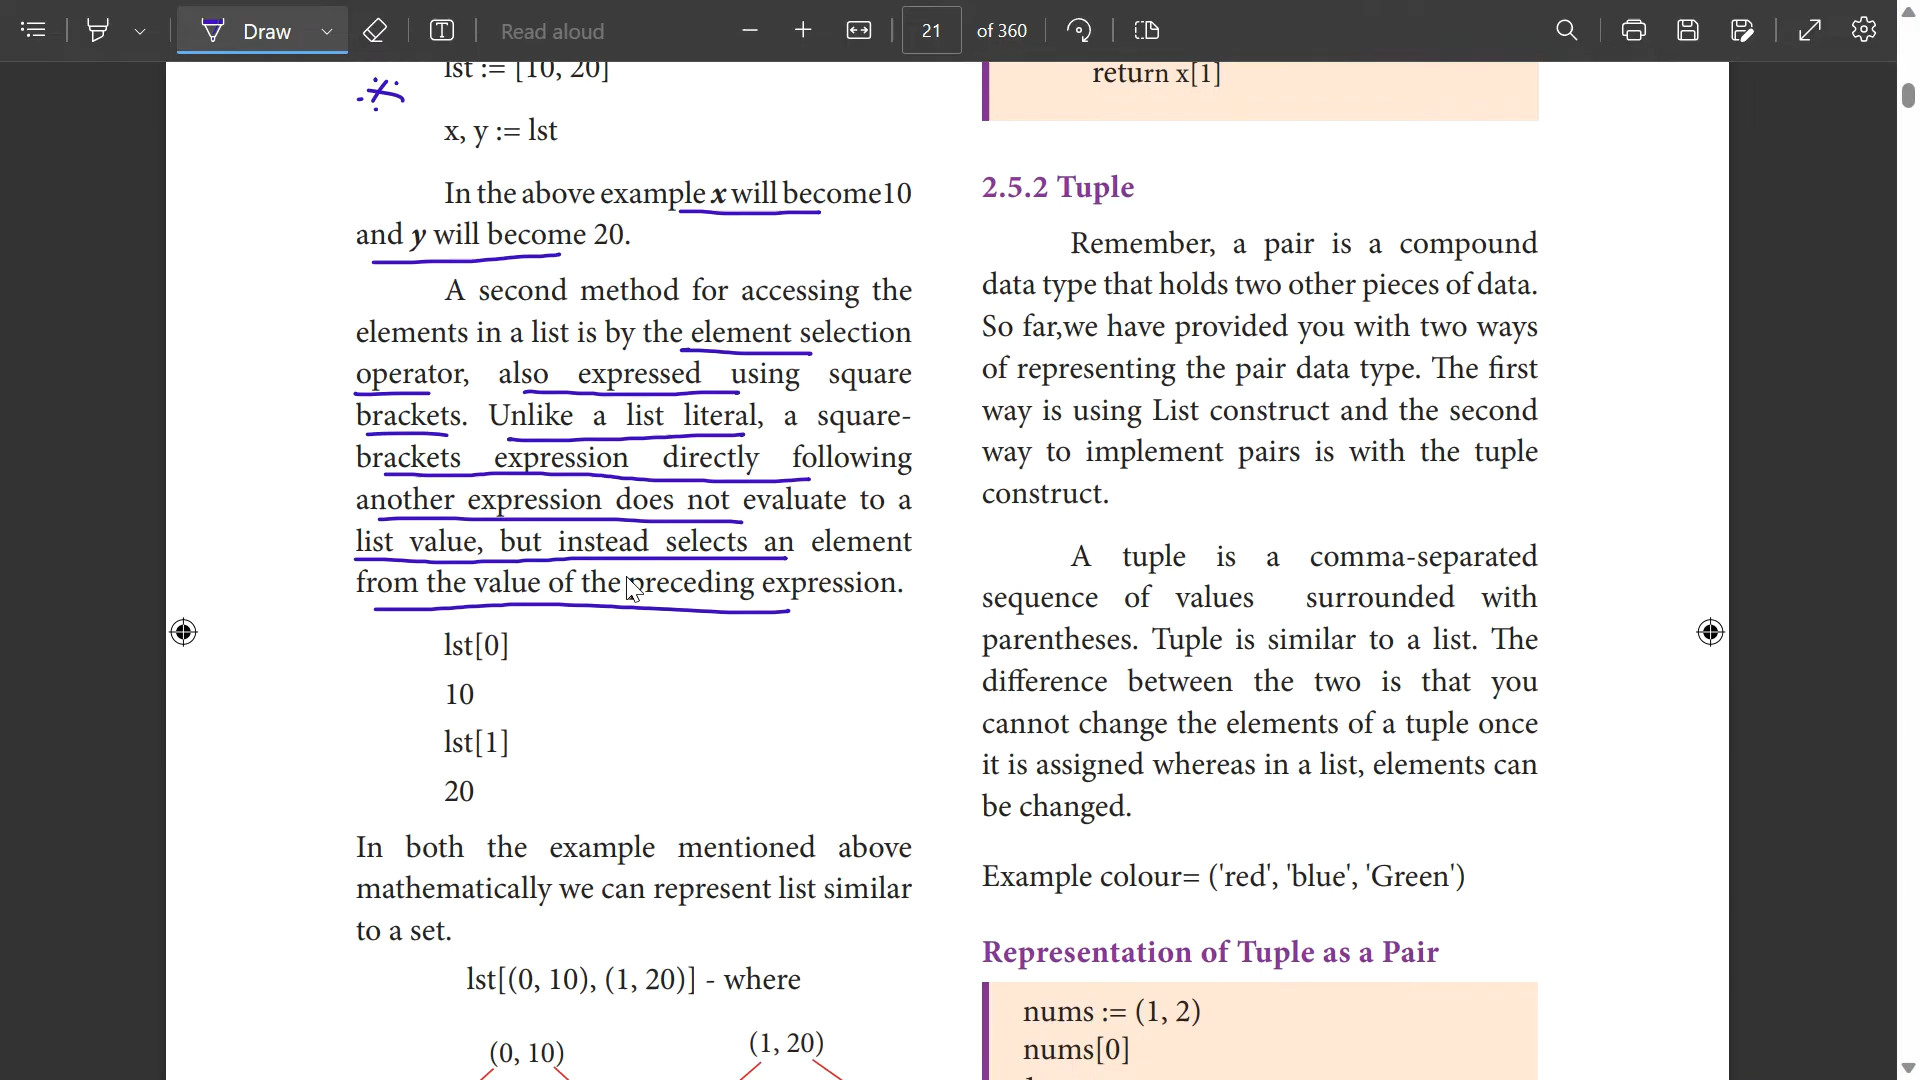 Draw
Read aloud
21
of 360
lst := [10, 20]
x, y := lst
In the above example x will become10
and y will become 20.
A second method for accessing the
elements in a list is by the element selection
operator, also expressed using square
brackets. Unlike a list literal, a square-
brackets expression directly following
another expression does not evaluate to a
list value, but instead selects an element
from the value of the preceding expression.
lst[0]
10
lst[1]
20
In both the example mentioned above
mathematically we can represent list similar
to a set.
lst[(0, 10), (1, 20)] - where
(0, 10)
(1, 20)
return x[1]
2.5.2 Tuple
Remember, a pair is a compound
data type that holds two other pieces of data.
So far,we have provided you with two ways
of representing the pair data type. The first
way is using List construct and the second
way to implement pairs is with the tuple
construct.
A tuple is a comma-separated
sequence of values surrounded with
parentheses. Tuple is similar to a list. The
difference between the two is that you
cannot change the elements of a tuple once
it is assigned whereas in a list, elements can
be changed.
Example colour= ('red', 'blue', 'Green')
Representation of Tuple as a Pair
nums := (1, 2)
nums[0]